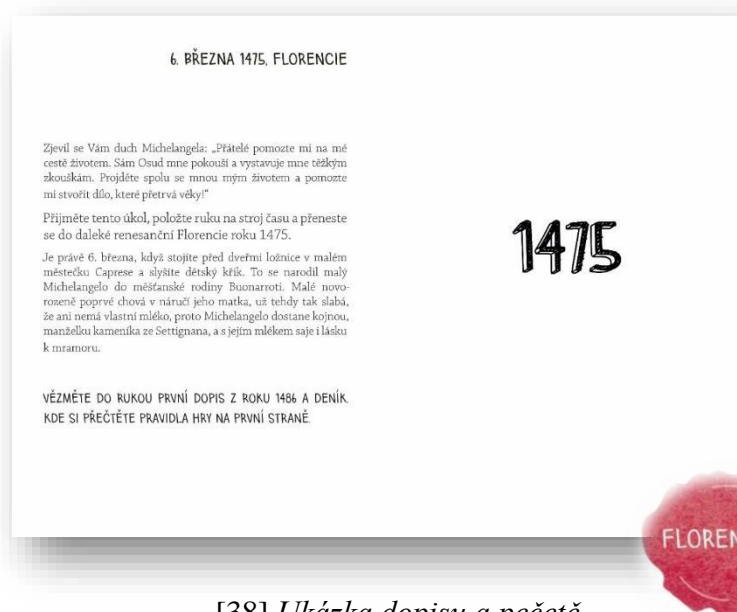 6. BŘEZNA 1475, FLORENCIE
Zjevil se Vám duch Michelangela: „Přátelé pomozte mi na mé
cestě životem. Sám Osud mne pokouší a vystavuje mne těžkým
zkouškám. Projděte spolu se mnou mým životem a pomozte
mi stvořit dílo, které přetrvá věky!"
Přijměte tento úkol, položte ruku na stroj času a přeneste
se do daleké renesanční Florencie roku 1475.
Je právě 6. března, když stojíte před dveřmi ložnice v malém
městečku Caprese a slyšíte dětský křik. To se narodil malý
Michelangelo do měšťanské rodiny Buonarroti. Malé novo-
rozeně poprvé chová v náručí jeho matka, už tehdy tak slabá,
že ani nemá vlastní mléko, proto Michelangelo dostane kojnou,
manželku kameníka ze Settignana, a s jejím mlékem saje i lásku
k mramoru.
VÉZMĚTE DO RUKOU PRVNÍ DOPIS Z ROKU 1486 A DENÍK.
KDE SI PŘEČTĚTE PRAVIDLA HRY NA PRVNÍ STRANĚ.
1475
[38] Ukázka dopisu a pečetě